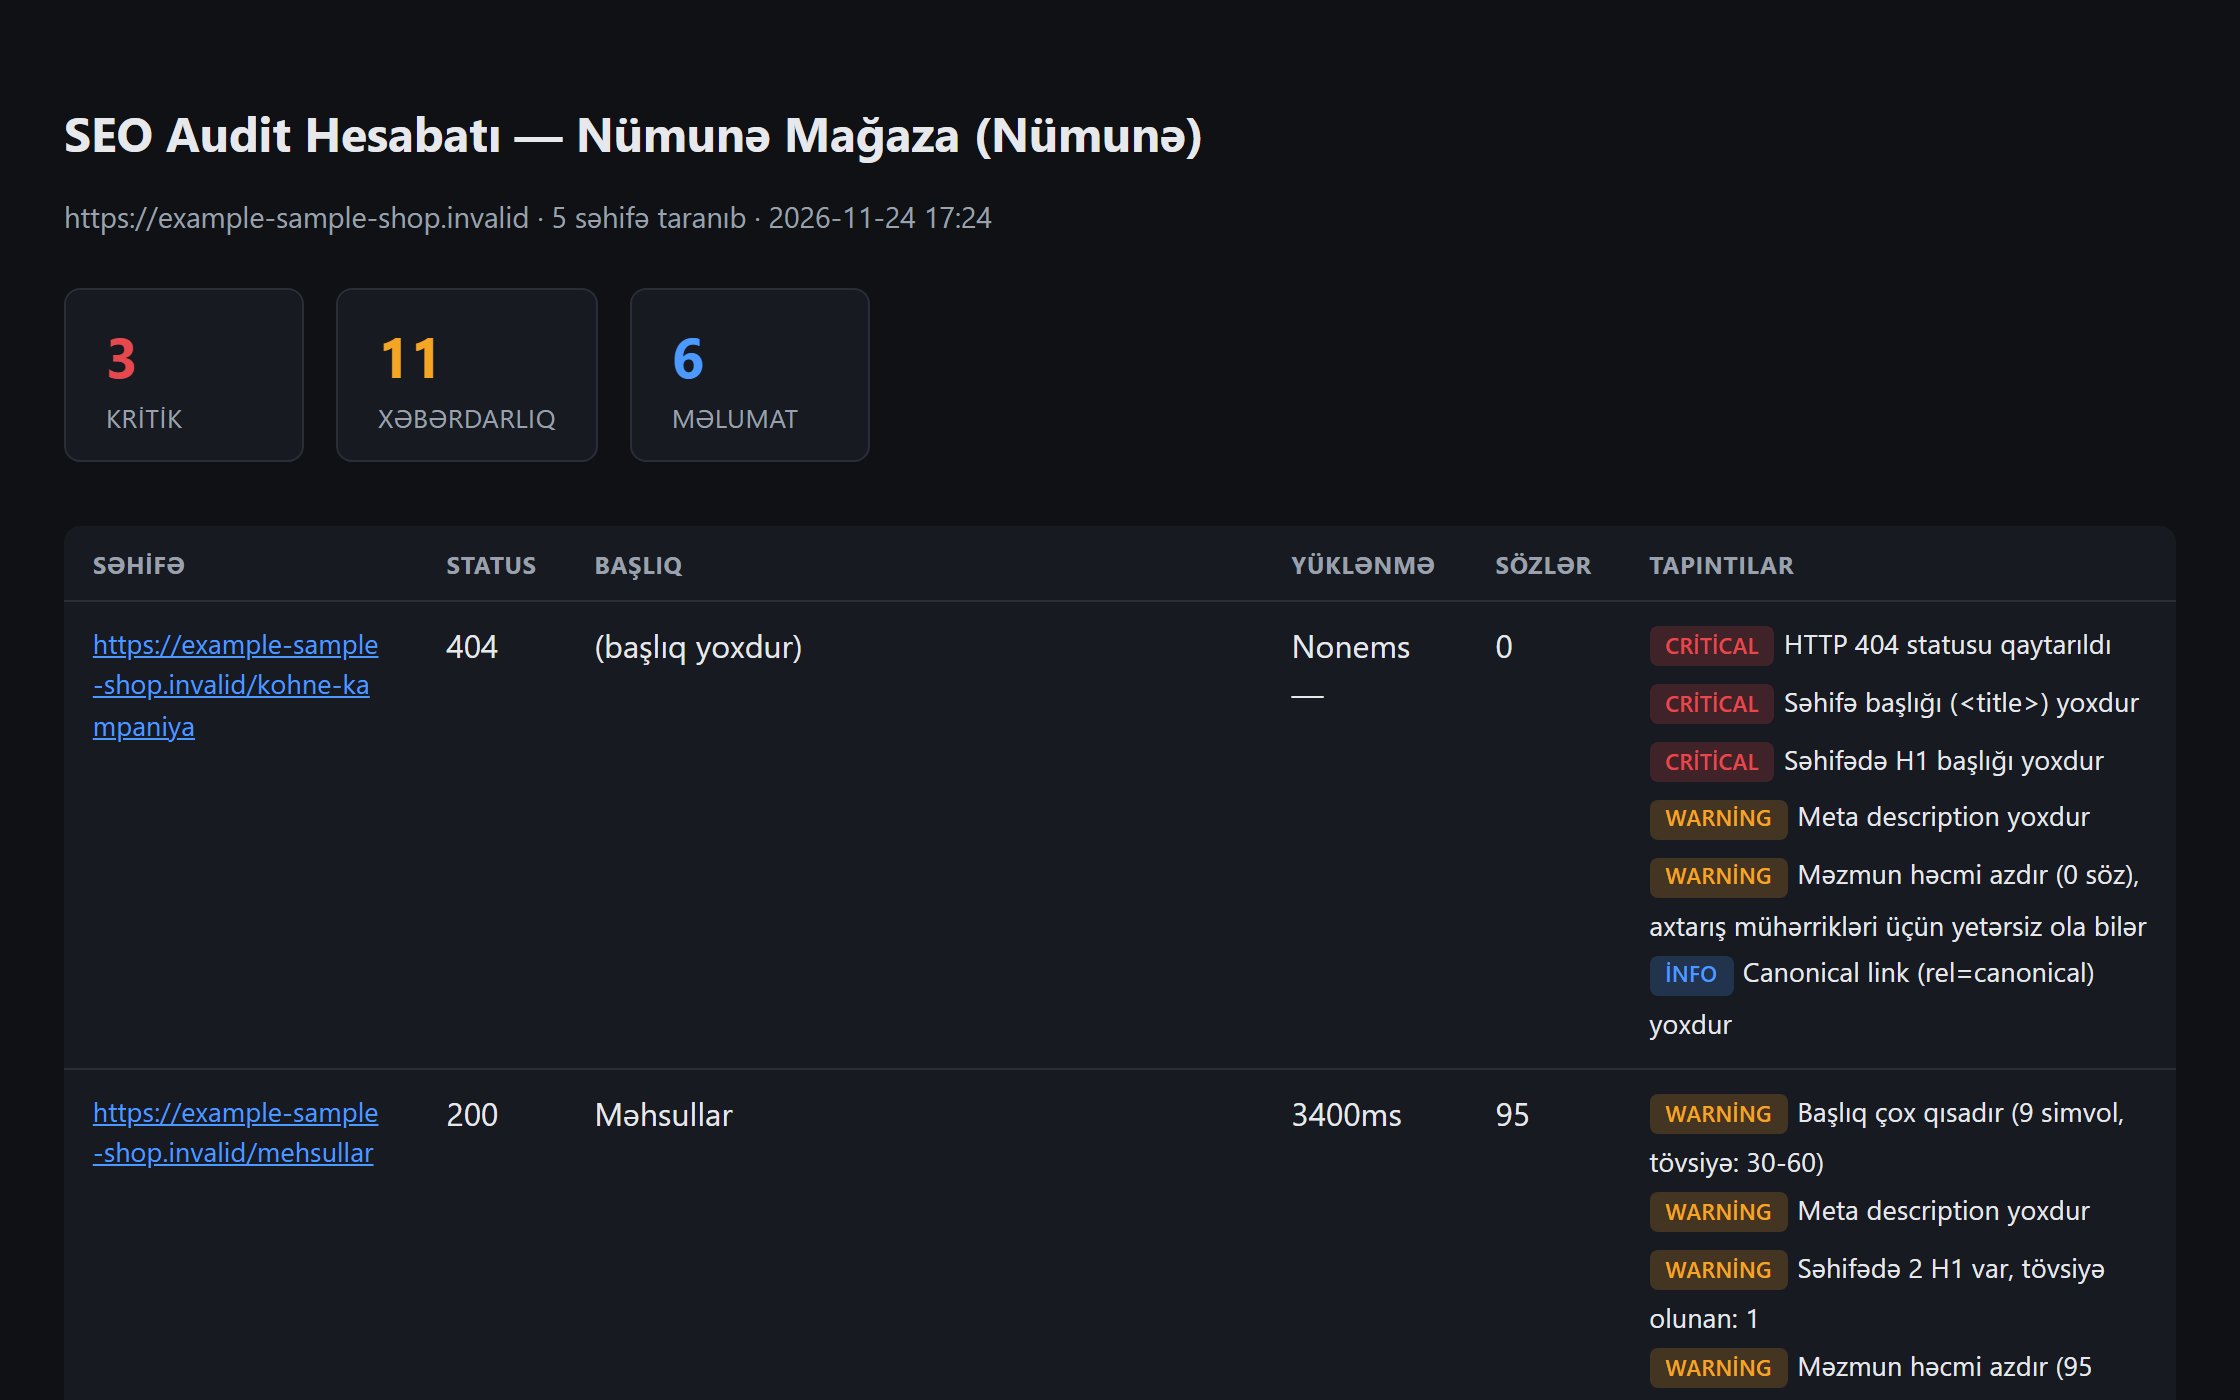 SEO Audit Hesabatı — Nümunə Mağaza (Nümunə)
https://example-sample-shop.invalid · 5 səhifə taranıb · 2026-11-24 17:24
3
KRİTİK
11
XƏBƏRDARLIQ
6
MƏLUMAT
SƏHİFƏ STATUS BAŞLIQ YÜKLƏNMƏ SÖZLƏR TAPINTILAR
https://example-sample
-shop.invalid/kohne-ka
mpaniya
404
(başlıq yoxdur)
Nonems
—
0
CRİTİCAL HTTP 404 statusu qaytarıldı
CRİTİCAL Səhifə başlığı (<title>) yoxdur
CRİTİCAL Səhifədə H1 başlığı yoxdur
WARNİNG Meta description yoxdur
WARNİNG Məzmun həcmi azdır (0 söz),
axtarış mühərrikləri üçün yetərsiz ola bilər
İNFO Canonical link (rel=canonical)
yoxdur
https://example-sample
-shop.invalid/mehsullar
200
Məhsullar
3400ms
95
WARNİNG Başlıq çox qısadır (9 simvol,
tövsiyə: 30-60)
WARNİNG Meta description yoxdur
WARNİNG Səhifədə 2 H1 var, tövsiyə
olunan: 1
WARNİNG Məzmun həcmi azdır (95